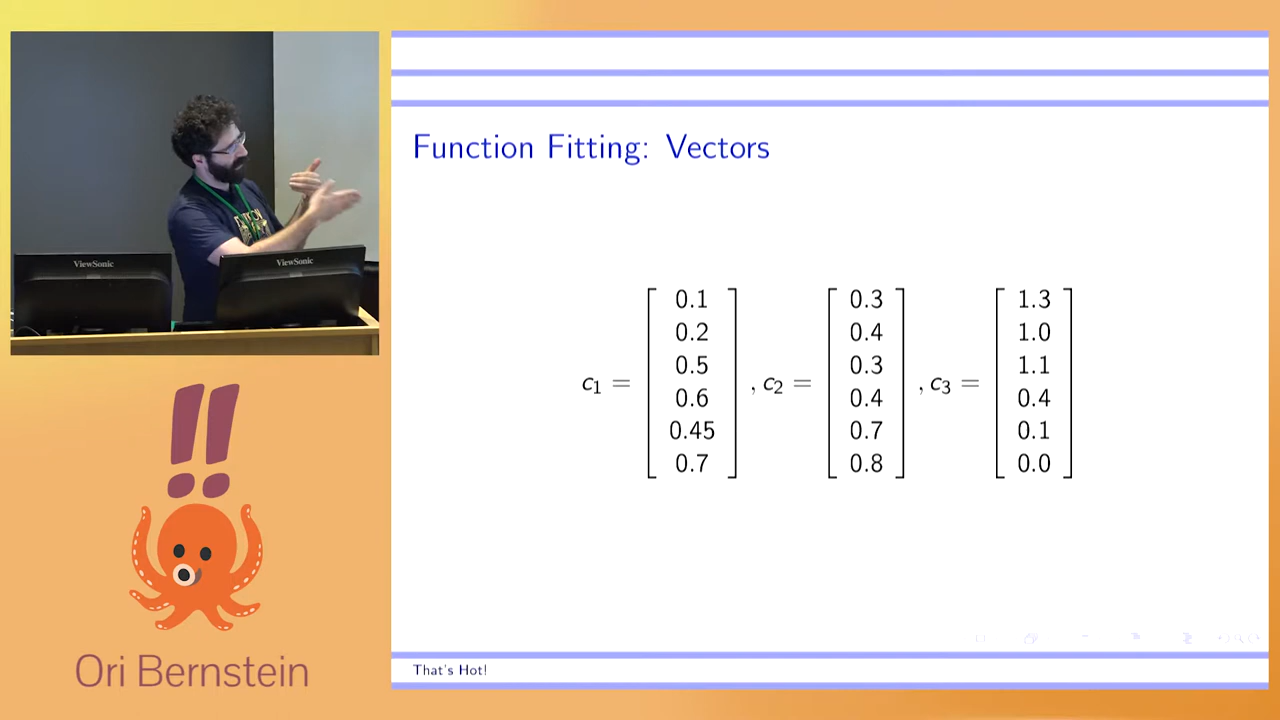 Function Fitting: Vectors
c1 = [ 0.1 0.2 0.5 0.6 0.45 0.7 ] , c2 = [ 0.3 0.4 0.3 0.4 0.7 0.8 ] , c3 = [ 1.3 1.0 1.1 0.4 0.1 0.0 ]
ViewSonic
ViewSonic
!!
Ori Bernstein
That's Hot!